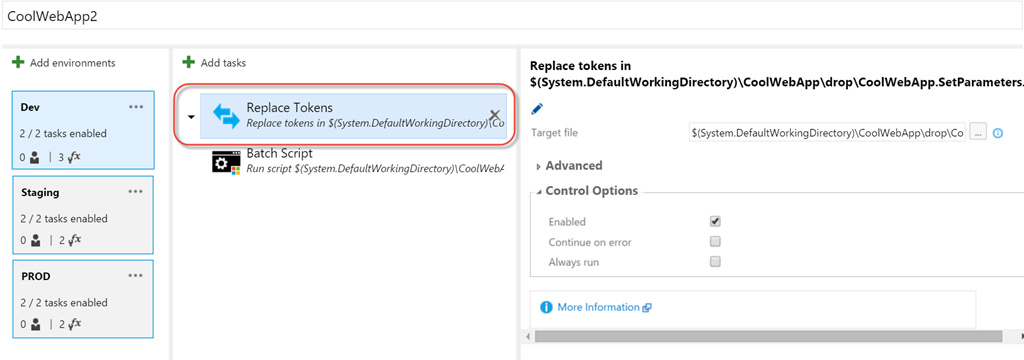 CoolWebApp2
Add environments
Dev
2 / 2 tasks enabled
0 | 3 fx
Staging
2 / 2 tasks enabled
0 | 2 fx
PROD
2 / 2 tasks enabled
0 | 2 fx
Add tasks
Replace Tokens
Replace tokens in $(System.DefaultWorkingDirectory)\Co
Batch Script
Run script $(System.DefaultWorkingDirectory)\CoolWebA
Replace tokens in
$(System.DefaultWorkingDirectory)\CoolWebApp\drop\CoolWebApp.SetParameters.
Target file
$(System.DefaultWorkingDirectory)\CoolWebApp\drop\Co
...
Advanced
Control Options
Enabled
Continue on error
Always run
More Information